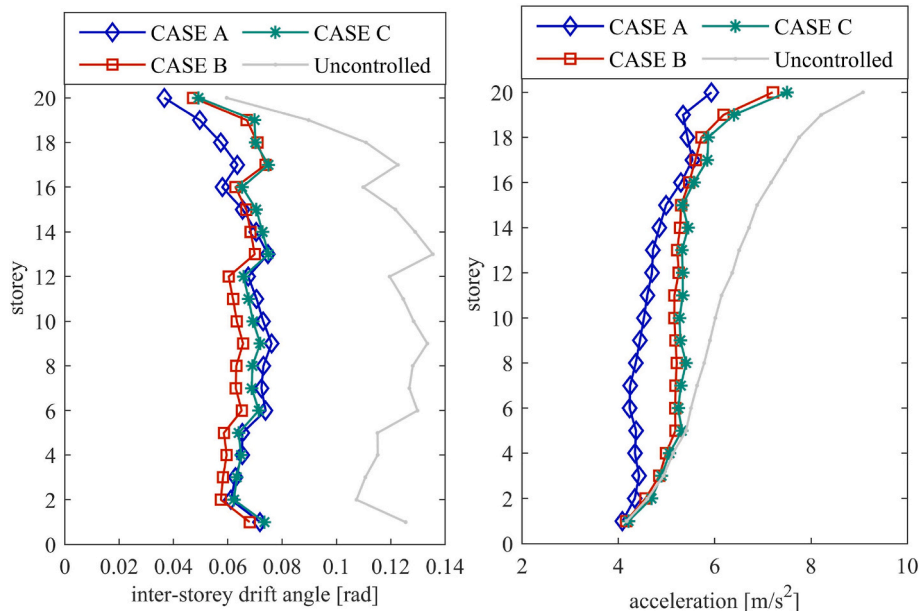 CASE A CASE C
CASE B Uncontrolled
20
18
16
14
12
10
8
6
4
2
0
storey
0 0.02 0.04 0.06 0.08 0.1 0.12 0.14
inter-storey drift angle [rad]
CASE A CASE C
CASE B Uncontrolled
20
18
16
14
12
10
8
6
4
2
0
storey
2 4 6 8 10
acceleration [m/s²]